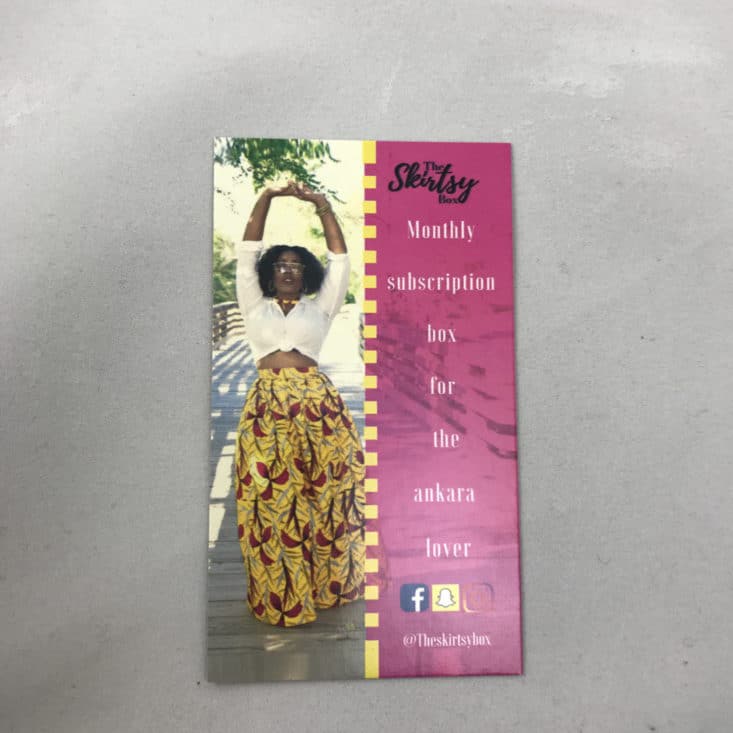 The
Skirtsy
Box
Monthly
subscription
box
for
the
ankara
lover
@Theskirtsybox